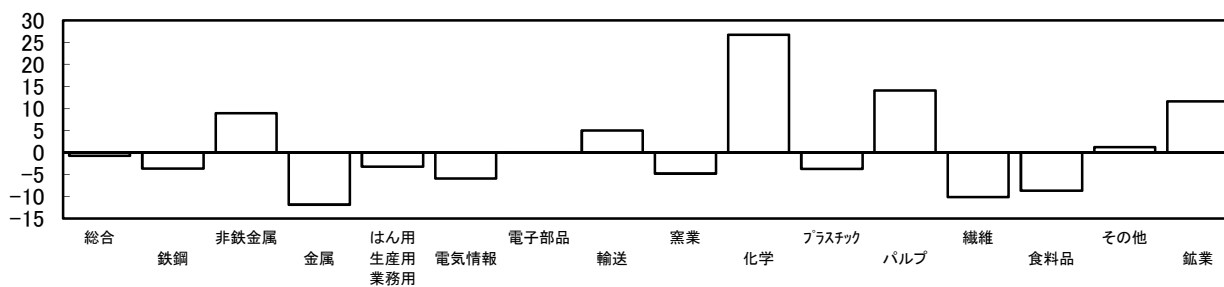 30
25
20
15
10
5
0
-5
-10
-15
総合
鉄鋼
非鉄金属
金属
はん用
生産用
業務用
電気情報
電子部品
輸送
窯業
化学
ﾌﾟﾗｽﾁｯｸ
パルプ
繊維
食料品
その他
鉱業